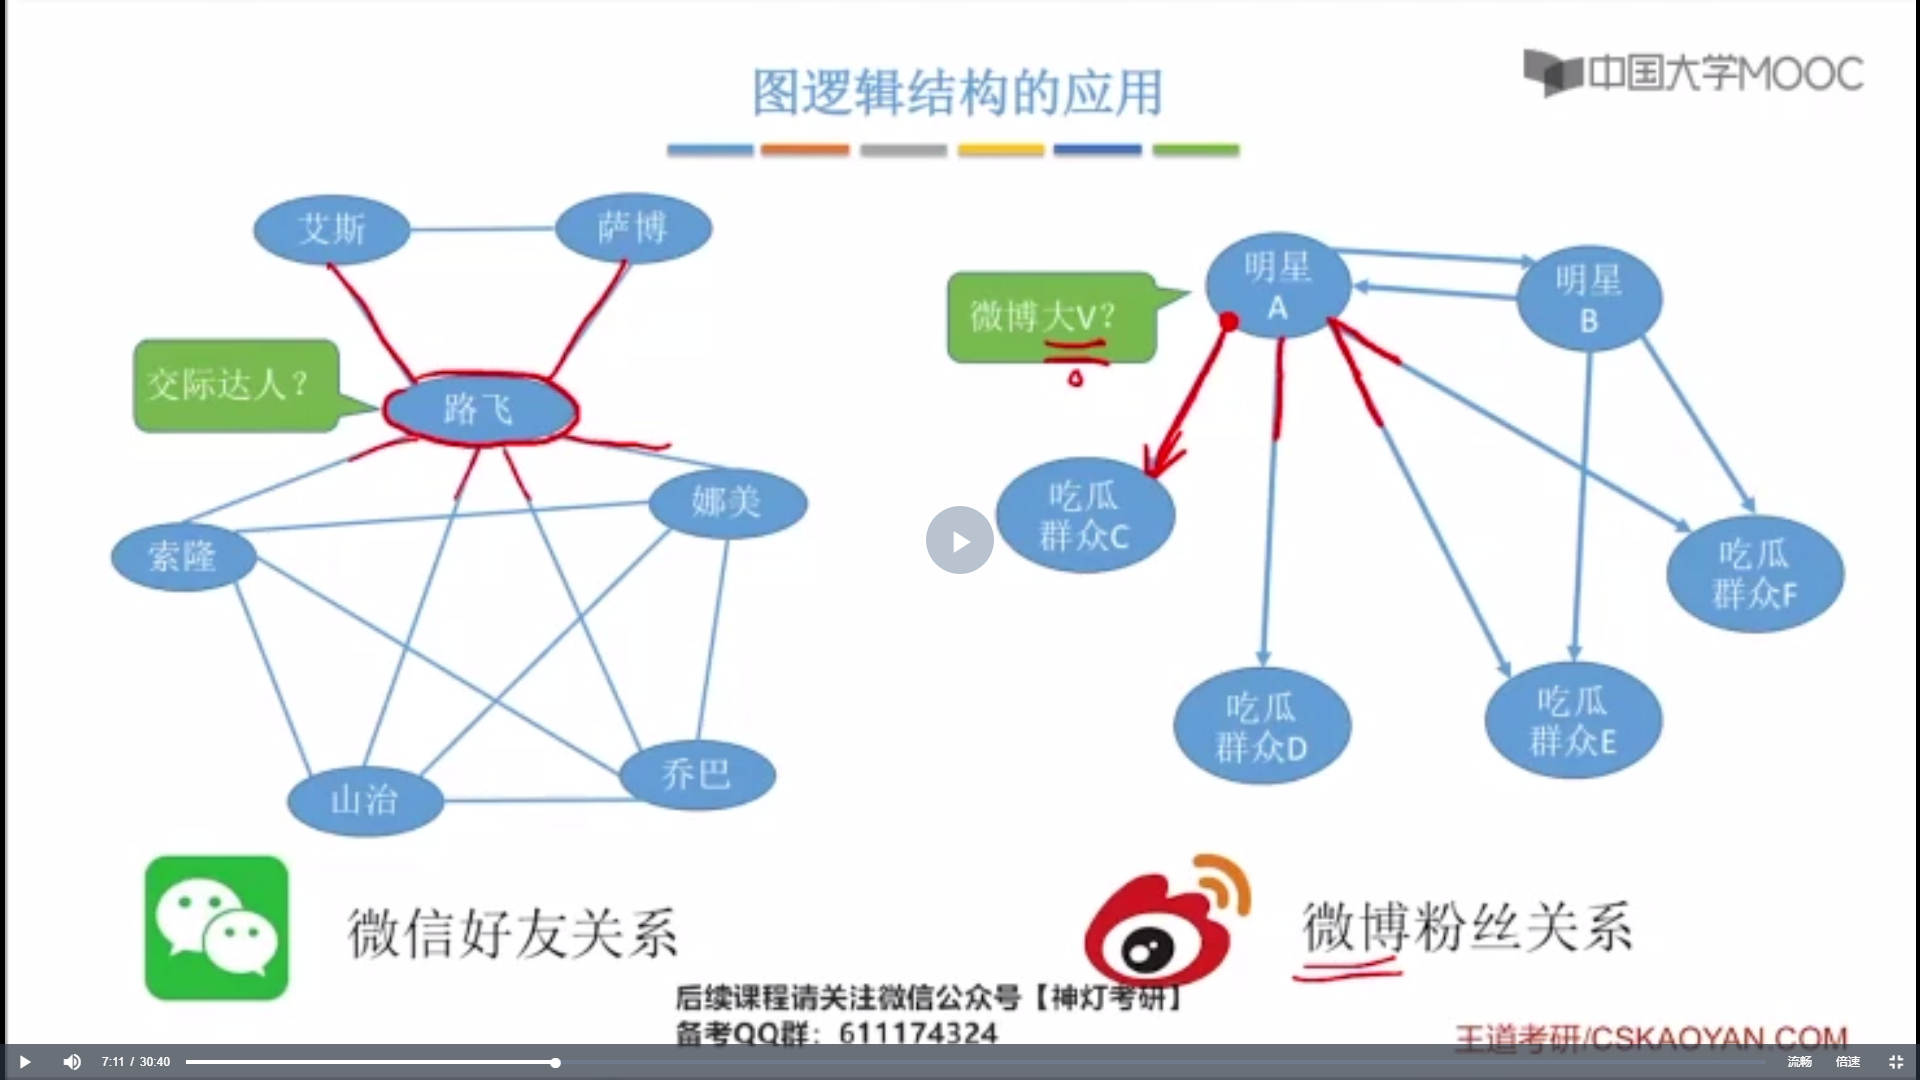 中国大学MOOC
图逻辑结构的应用
艾斯
萨博
交际达人？
路飞
索隆
娜美
山治
乔巴
微信好友关系
微博大V？
明星
A
明星
B
吃瓜
群众C
吃瓜
群众D
吃瓜
群众E
吃瓜
群众F
微博粉丝关系
后续课程请关注微信公众号【神灯考研】
备考QQ群：611174324
王道考研/CSKAOYAN.COM
7:11 / 30:40
流畅
倍速